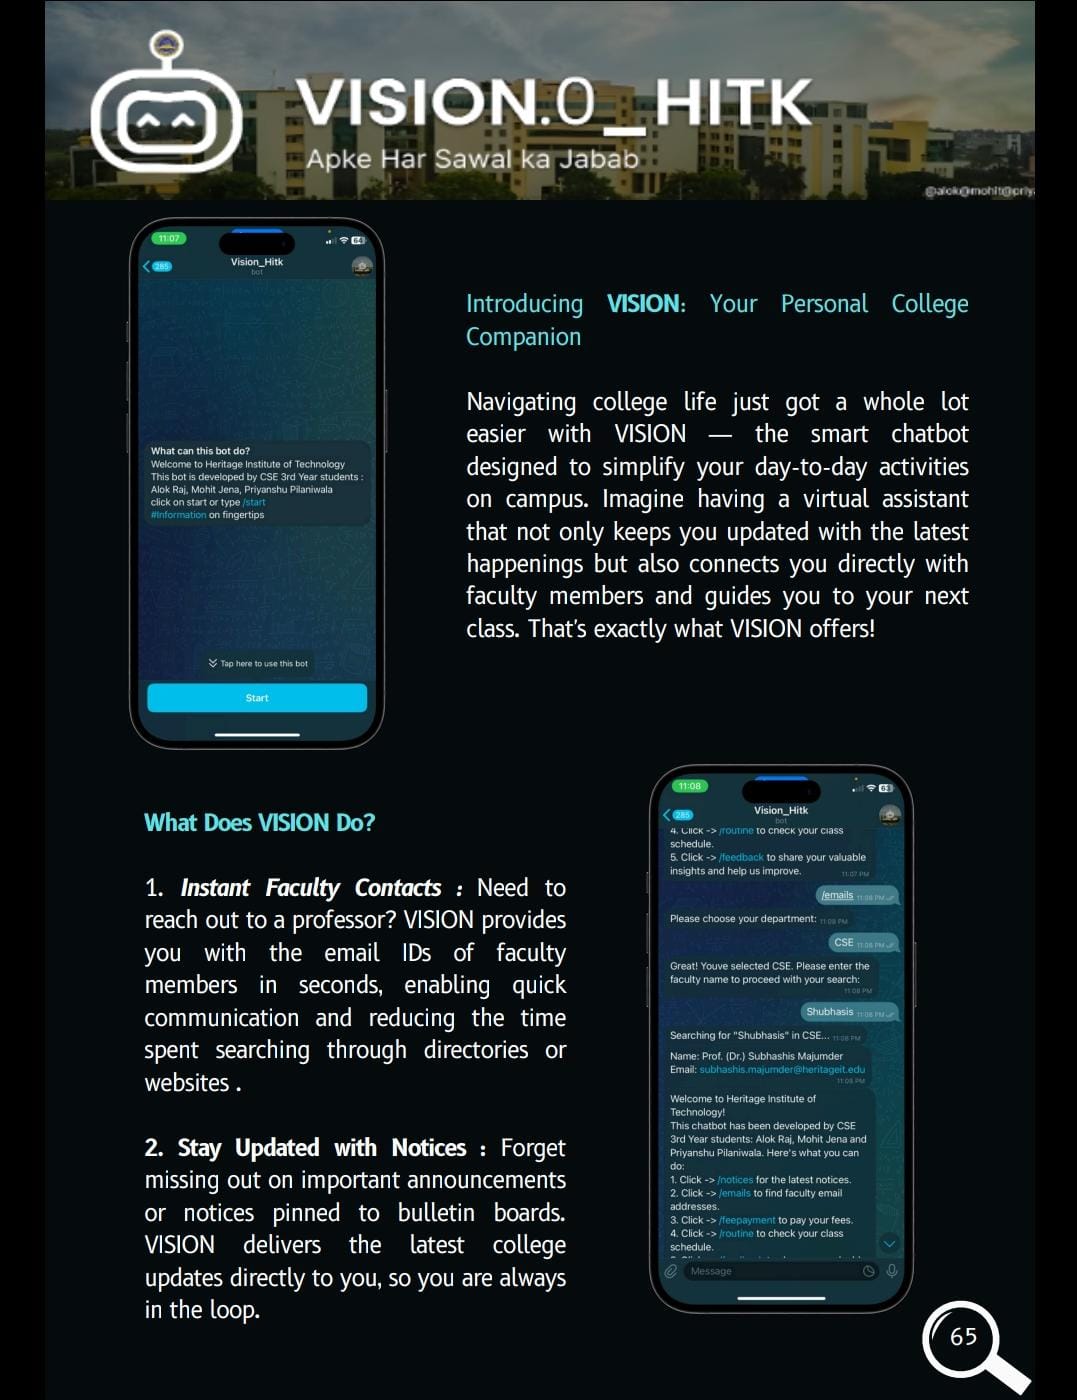 VISION.0_HITK
Apke Har Sawal ka Jabab
@alok@mohit@priy
11:07
64
285
Vision_Hitk
bot
What can this bot do?
Welcome to Heritage Institute of Technology
This bot is developed by CSE 3rd Year students :
Alok Raj, Mohit Jena, Priyanshu Pilaniwala
click on start or type /start
#Information on fingertips
Tap here to use this bot
Start
Introducing VISION: Your Personal College
Companion
Navigating college life just got a whole lot
easier with VISION — the smart chatbot
designed to simplify your day-to-day activities
on campus. Imagine having a virtual assistant
that not only keeps you updated with the latest
happenings but also connects you directly with
faculty members and guides you to your next
class. That's exactly what VISION offers!
What Does VISION Do?
1. Instant Faculty Contacts : Need to
reach out to a professor? VISION provides
you with the email IDs of faculty
members in seconds, enabling quick
communication and reducing the time
spent searching through directories or
websites .
2. Stay Updated with Notices : Forget
missing out on important announcements
or notices pinned to bulletin boards.
VISION delivers the latest college
updates directly to you, so you are always
in the loop.
11:08
63
285
Vision_Hitk
bot
4. Click -> /routine to check your class
schedule.
5. Click -> /feedback to share your valuable
insights and help us improve. 11:07 PM
/emails 11:08 PM
Please choose your department: 11:08 PM
CSE 11:08 PM
Great! Youve selected CSE. Please enter the
faculty name to proceed with your search:
11:08 PM
Shubhasis 11:08 PM
Searching for "Shubhasis" in CSE... 11:08 PM
Name: Prof. (Dr.) Subhashis Majumder
Email: subhashis.majumder@heritageit.edu
11:08 PM
Welcome to Heritage Institute of
Technology!
This chatbot has been developed by CSE
3rd Year students: Alok Raj, Mohit Jena and
Priyanshu Pilaniwala. Here's what you can
do:
1. Click -> /notices for the latest notices.
2. Click -> /emails to find faculty email
addresses.
3. Click -> /feepayment to pay your fees.
4. Click -> /routine to check your class
schedule.
Message
65